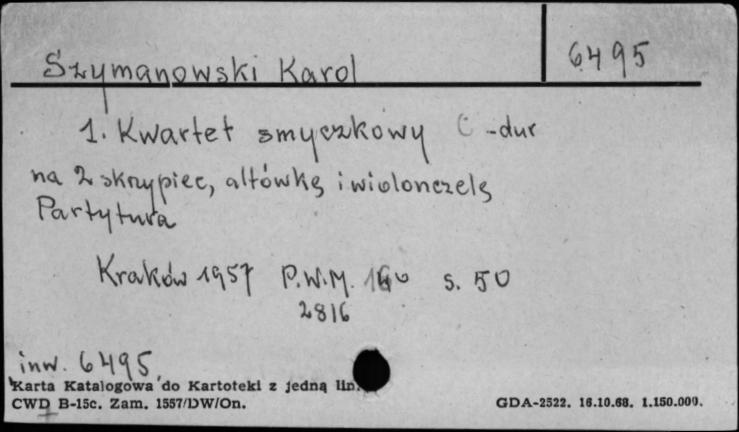 Szymanowski Karol 6495
1. Kwartet smyczkowy C-dur
na 2 skrzypiec, altówkę i wiolonczelę
Partytura
Kraków 1957 P.W.M. s. 50
2816
inw. 6495
Karta Katalogowa do Kartoteki z jedną lin.
CWD B-15c. Zam. 1557/DW/On. GDA-2522. 16.10.68. 1.150.000.